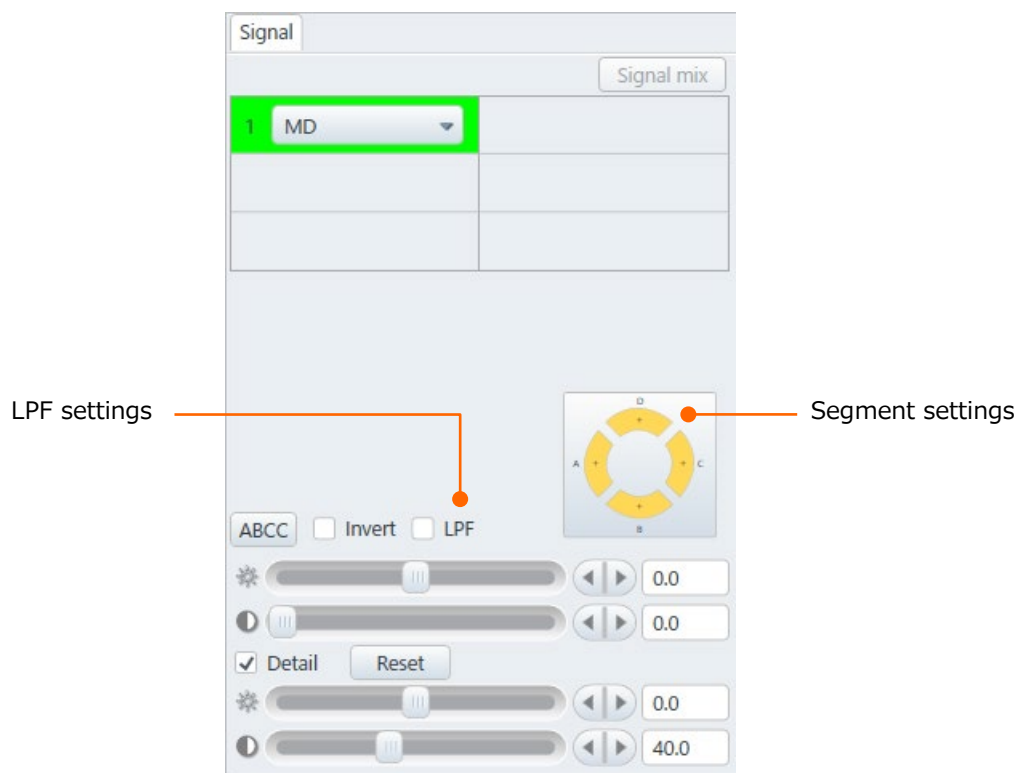 Signal
Signal mix
1 MD
LPF settings
Segment settings
D
A + + + + C
B
ABCC Invert LPF
0.0
0.0
Detail Reset
0.0
40.0